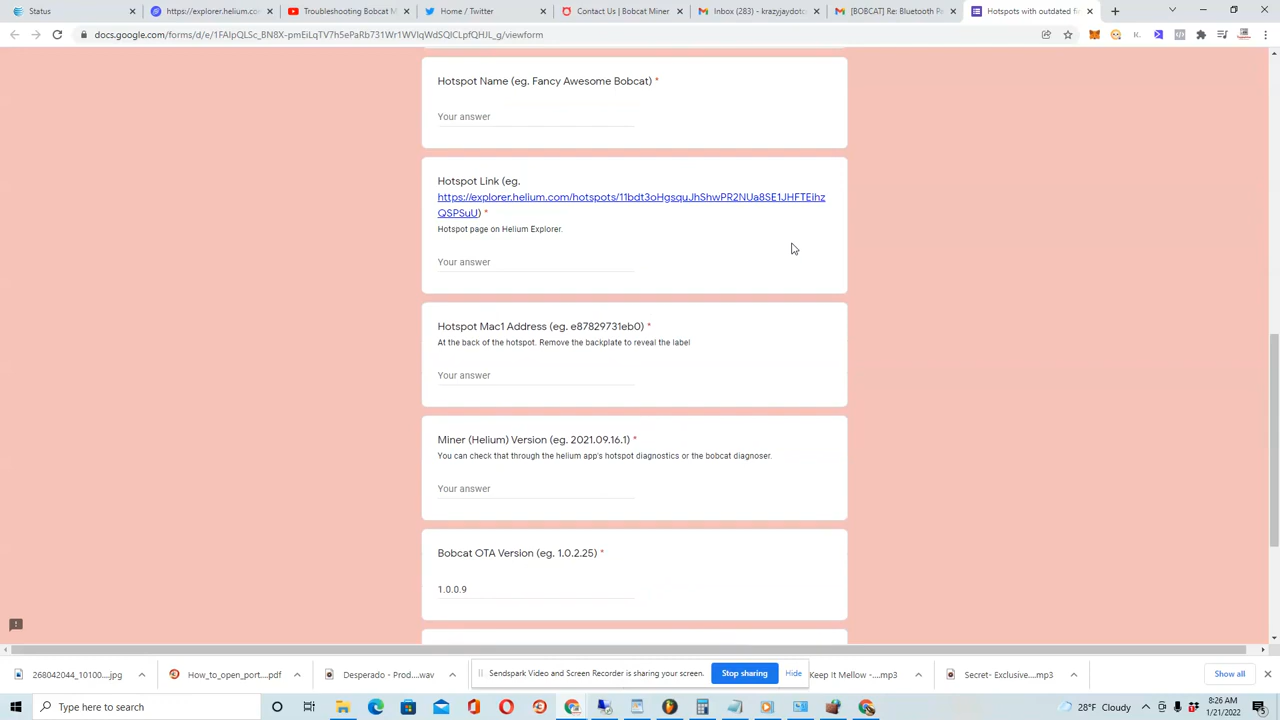 Status
https://explorer.helium.com
Troubleshooting Bobcat M
Home / Twitter
Contact Us | Bobcat Miner
Inbox (283) - krazyjaydoto
[BOBCAT] Re: Bluetooth P
Hotspots with outdated fi
docs.google.com/forms/d/e/1FAIpQLSc_BN8X-pmEiLqTV7h5ePaRb731Wr1WVlqWdSQlCLpfQHJL_g/viewform
Hotspot Name (eg. Fancy Awesome Bobcat) *
Your answer
Hotspot Link (eg.
https://explorer.helium.com/hotspots/11bdt3oHgsquJhShwPR2NUa8SE1JHFTEihz
QSPSuU) *
Hotspot page on Helium Explorer.
Your answer
Hotspot Mac1 Address (eg. e87829731eb0) *
At the back of the hotspot. Remove the backplate to reveal the label
Your answer
Miner (Helium) Version (eg. 2021.09.16.1) *
You can check that through the helium app's hotspot diagnostics or the bobcat diagnoser.
Your answer
Bobcat OTA Version (eg. 1.0.2.25) *
1.0.0.9
260042044_10100....jpg
How_to_open_port....pdf
Desperado - Prod....wav
Sendspark Video and Screen Recorder is sharing your screen.
Stop sharing
Hide
Keep It Mellow -....mp3
Secret- Exclusive....mp3
Show all
Type here to search
28°F Cloudy
8:26 AM
1/21/2022